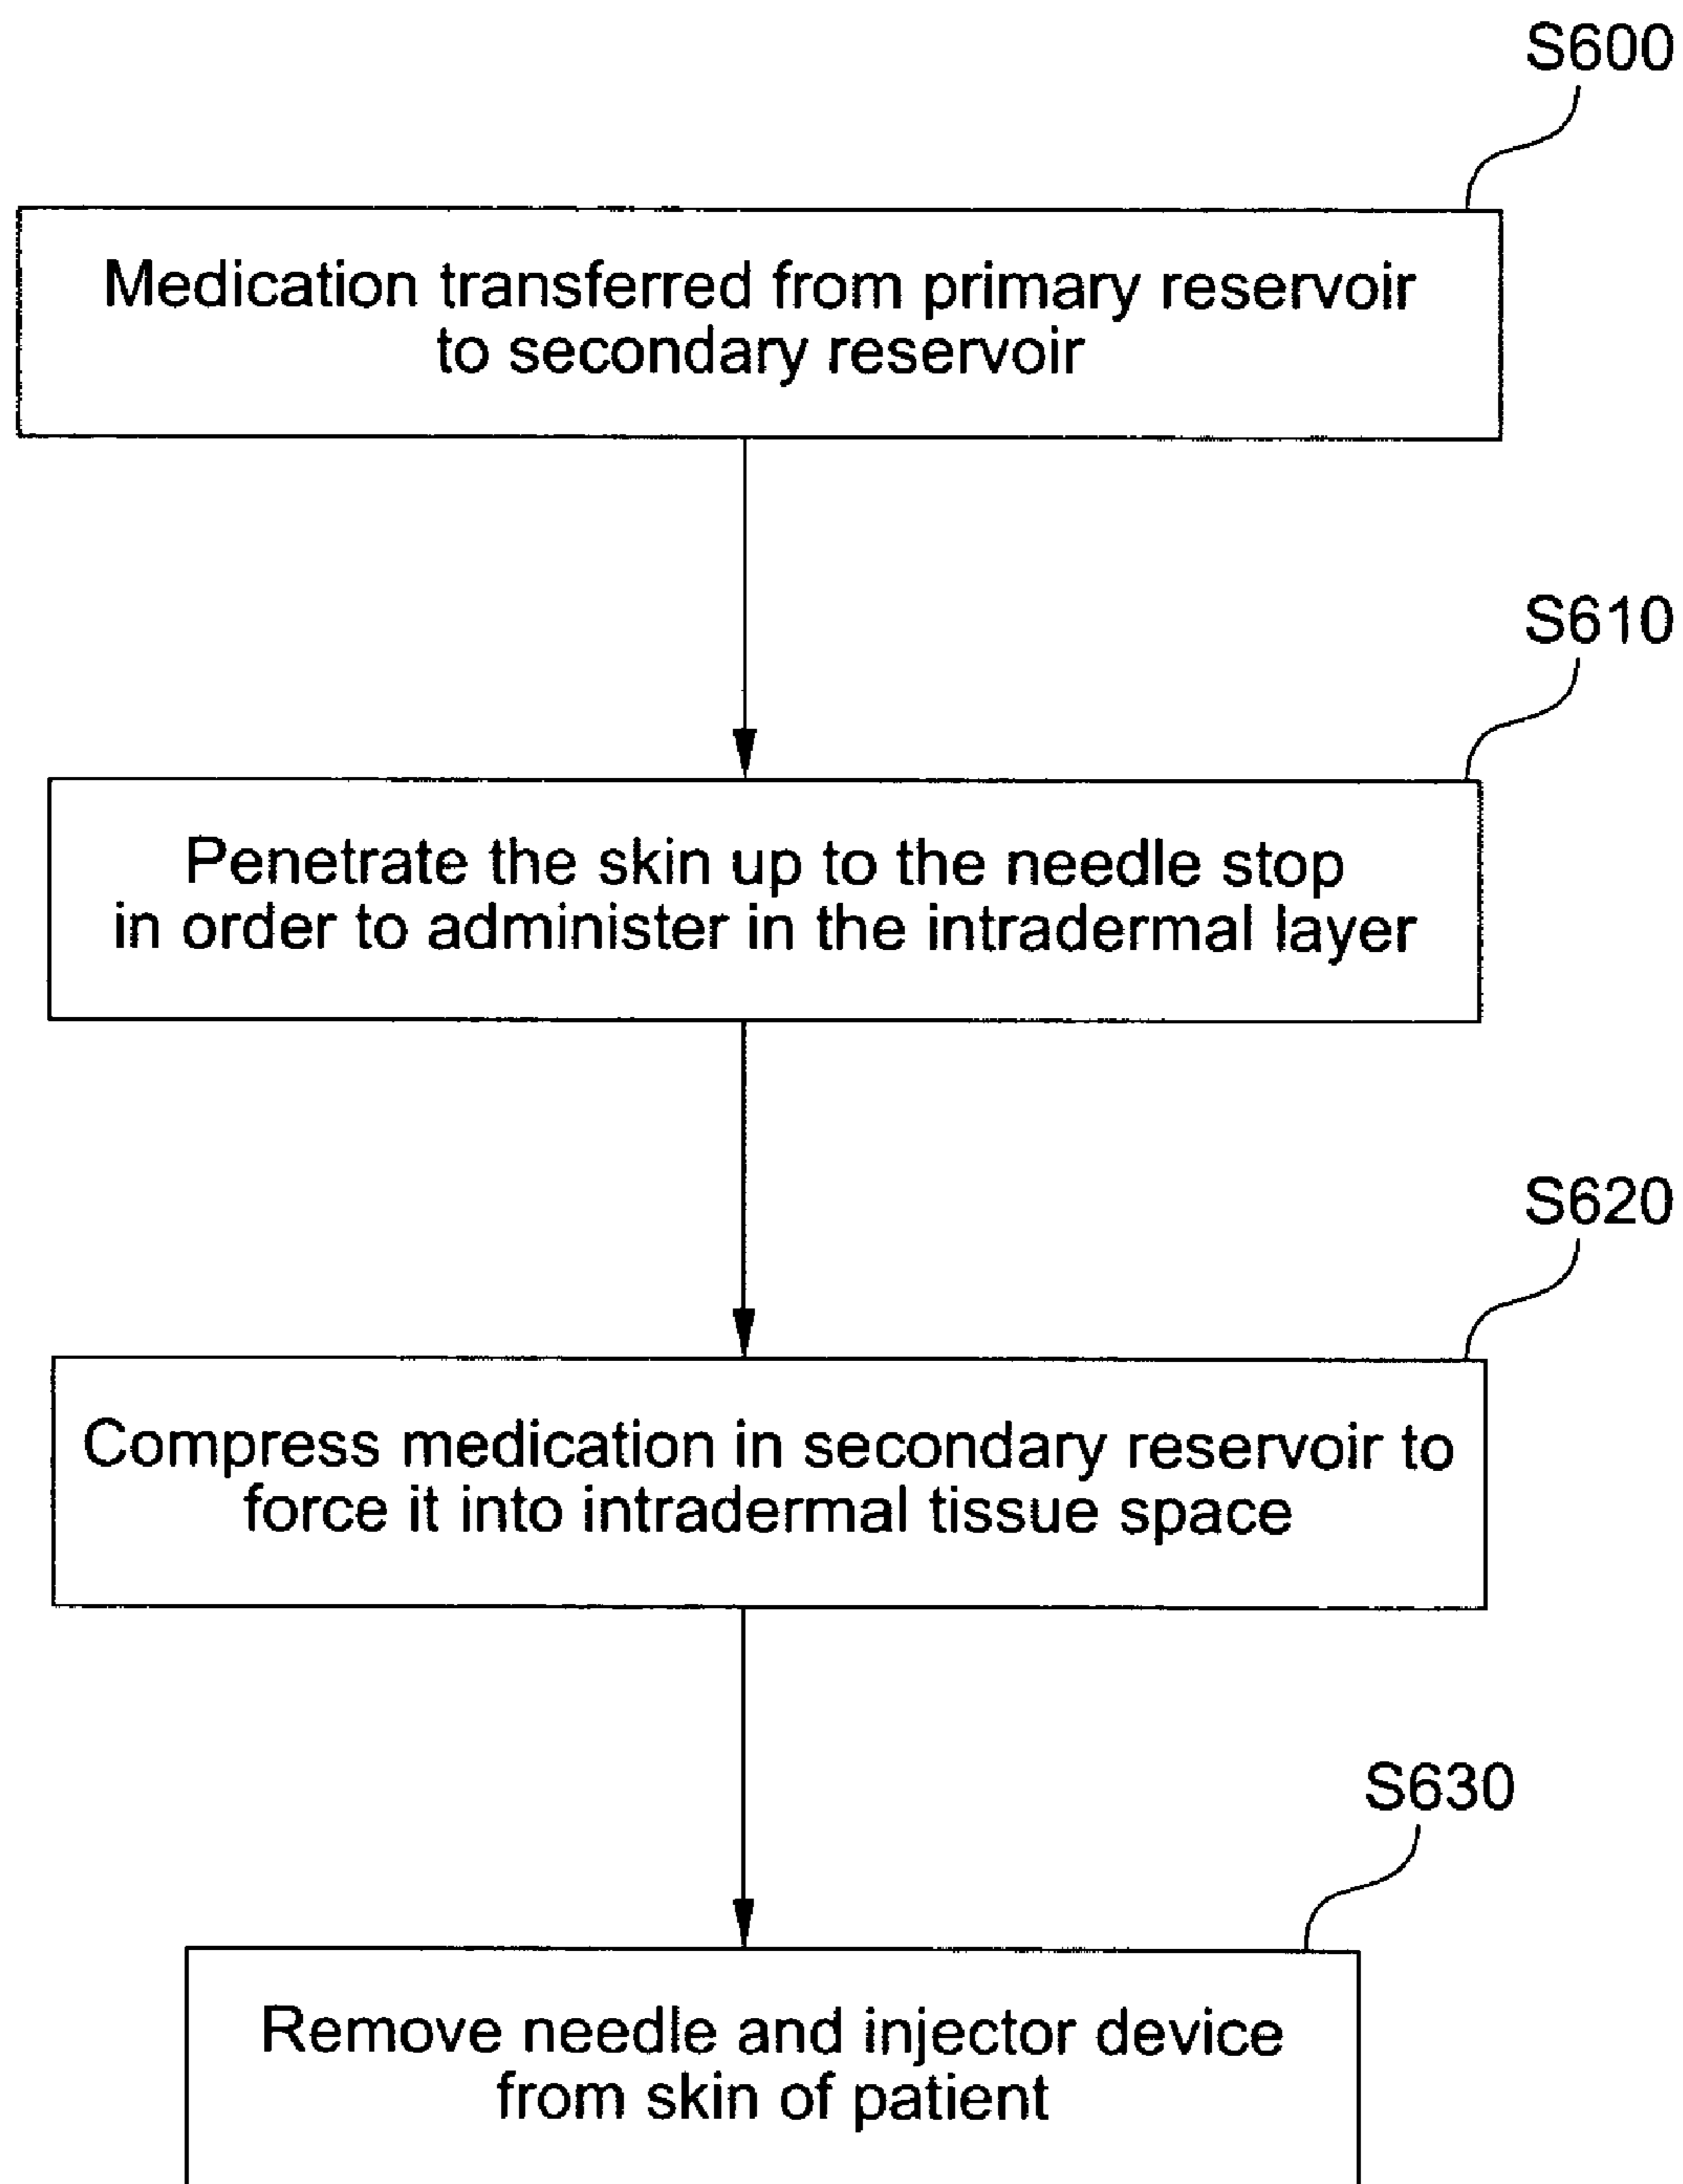 S600
Medication transferred from primary reservoir
to secondary reservoir
S610
Penetrate the skin up to the needle stop
in order to administer in the intradermal layer
S620
Compress medication in secondary reservoir to
force it into intradermal tissue space
S630
Remove needle and injector device
from skin of patient